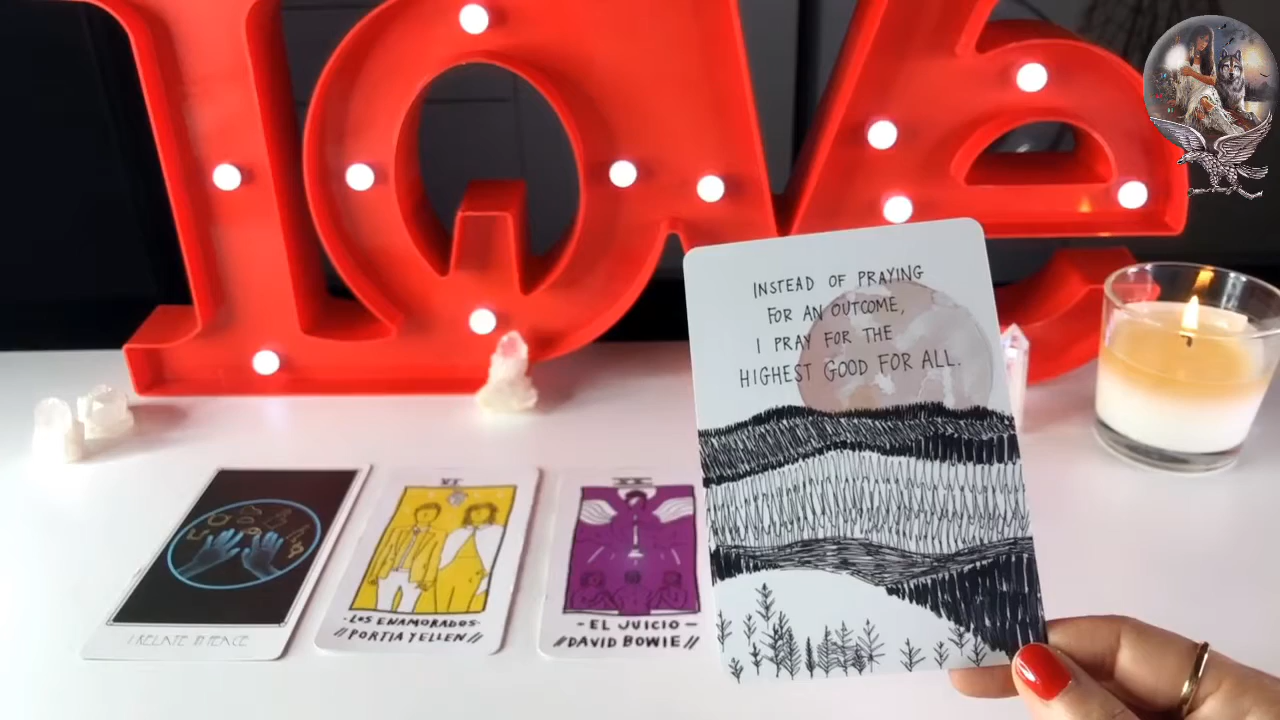 love
INSTEAD OF PRAYING
FOR AN OUTCOME,
I PRAY FOR THE
HIGHEST GOOD FOR ALL.
I RELATE IN PEACE
VI
-LOS ENAMORADOS-
//PORTIA Y ELLEN//
XX
-EL JUICIO-
//DAVID BOWIE//